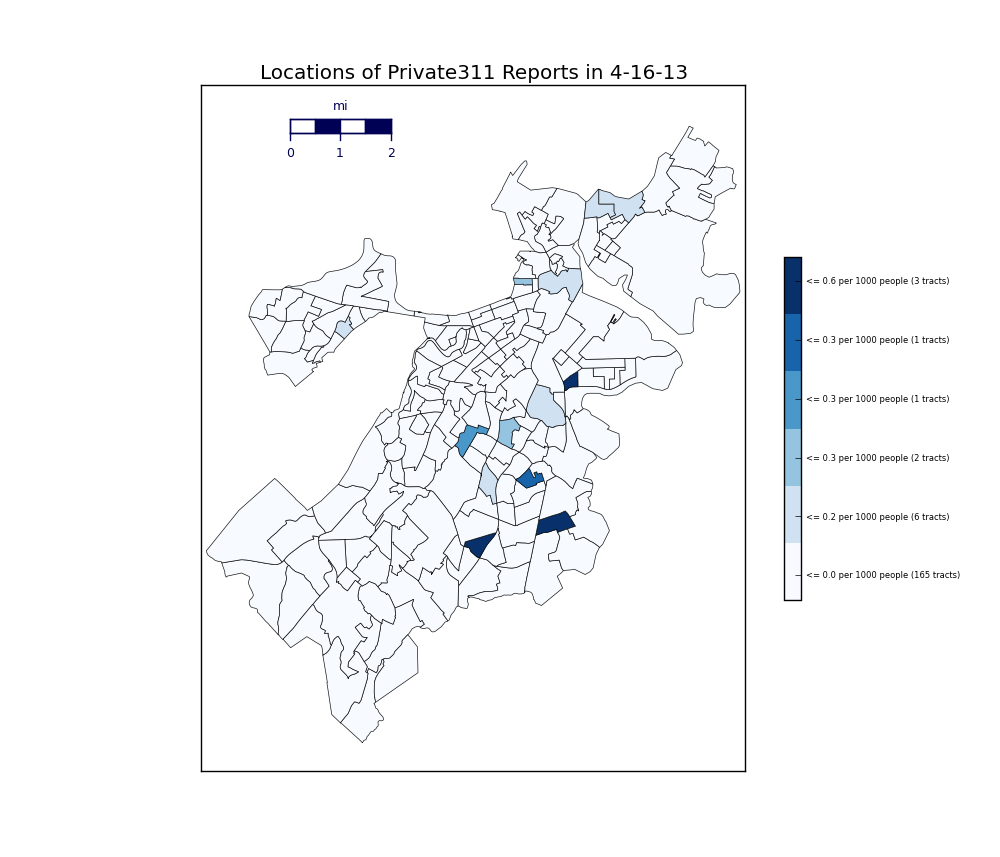 Locations of Private311 Reports in 4-16-13
mi
0 1 2
<= 0.6 per 1000 people (3 tracts)
<= 0.3 per 1000 people (1 tracts)
<= 0.3 per 1000 people (1 tracts)
<= 0.3 per 1000 people (2 tracts)
<= 0.2 per 1000 people (6 tracts)
<= 0.0 per 1000 people (165 tracts)